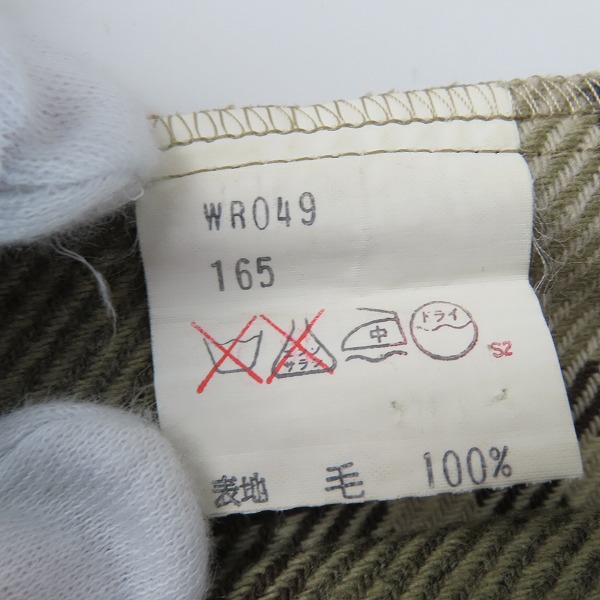 WR049
165
エンソ
サラシ
中
ドライ
S2
表地 毛 100%